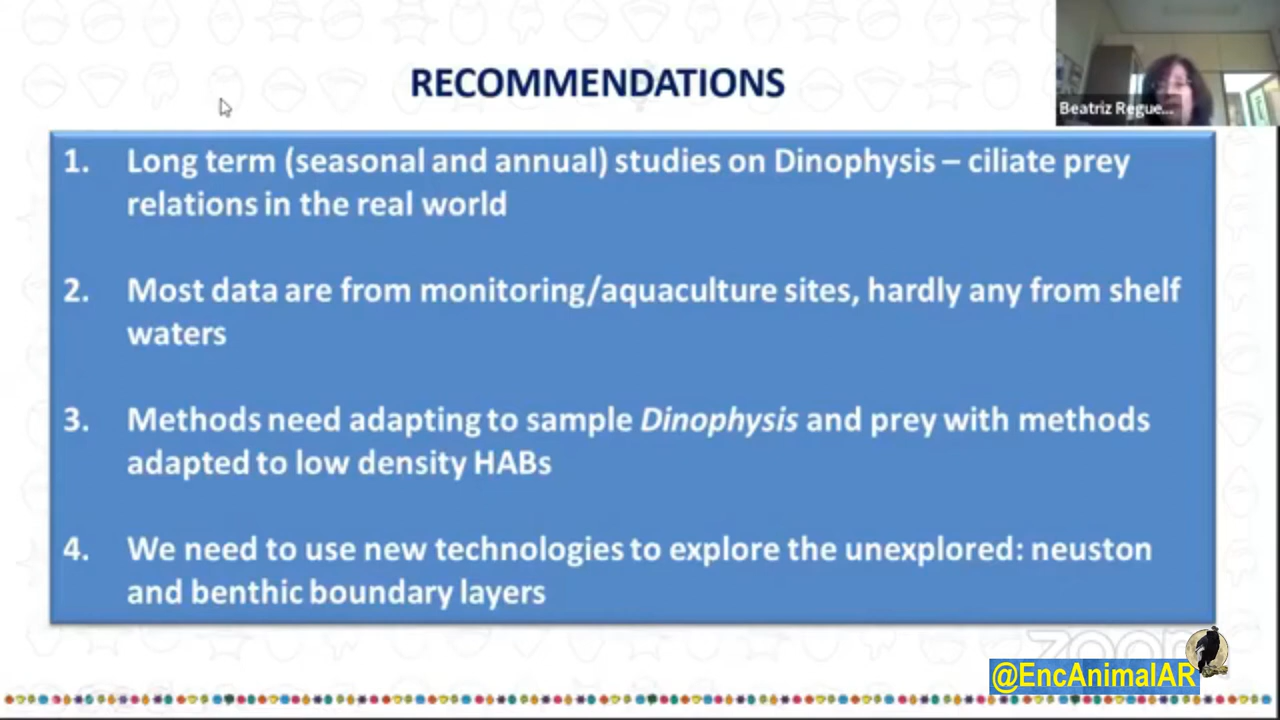 RECOMMENDATIONS
Beatriz Regue...
1. Long term (seasonal and annual) studies on Dinophysis – ciliate prey
relations in the real world
2. Most data are from monitoring/aquaculture sites, hardly any from shelf
waters
3. Methods need adapting to sample Dinophysis and prey with methods
adapted to low density HABs
4. We need to use new technologies to explore the unexplored: neuston
and benthic boundary layers
zoom
@EncAnimalAR